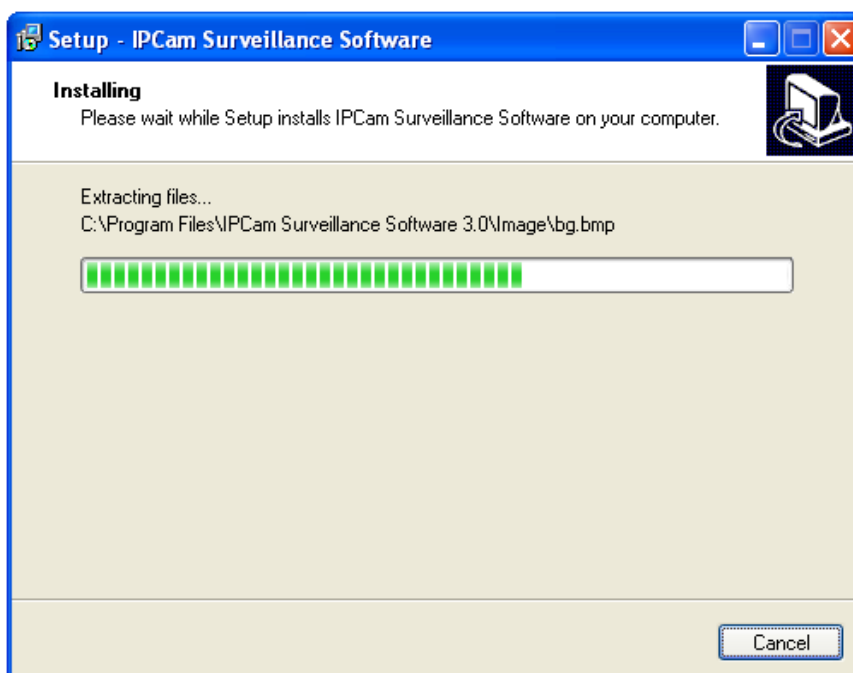 Setup - IPCam Surveillance Software
Installing
Please wait while Setup installs IPCam Surveillance Software on your computer.
Extracting files...
C:\Program Files\IPCam Surveillance Software 3.0\Image\bg.bmp
Cancel